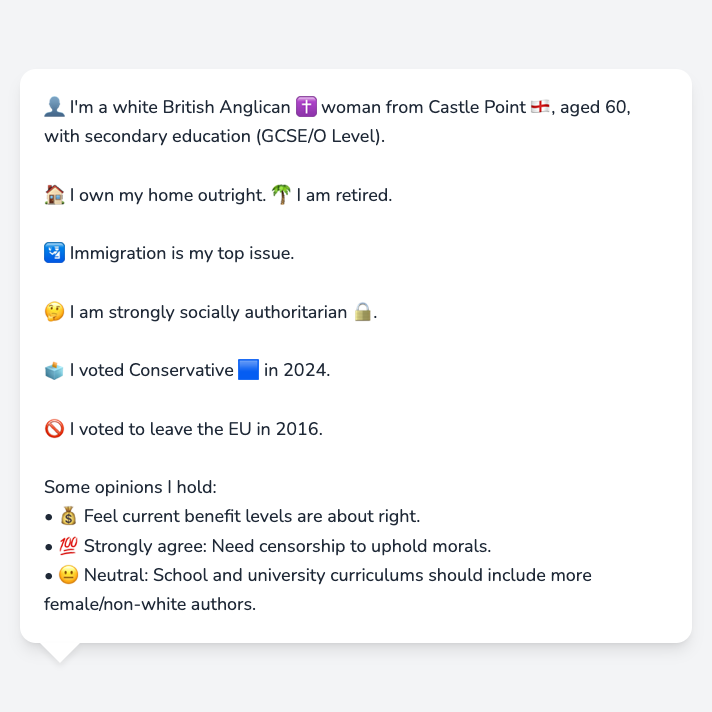 👤 I'm a white British Anglican ✝️ woman from Castle Point 🏴󠁧󠁢󠁥󠁮󠁧󠁿, aged 60,
with secondary education (GCSE/O Level).
🏠 I own my home outright. 🌴 I am retired.
🛂 Immigration is my top issue.
🤔 I am strongly socially authoritarian 🔒.
🗳️ I voted Conservative 🟦 in 2024.
🚫 I voted to leave the EU in 2016.
Some opinions I hold:
• 💰 Feel current benefit levels are about right.
• 💯 Strongly agree: Need censorship to uphold morals.
• 😐 Neutral: School and university curriculums should include more
female/non-white authors.